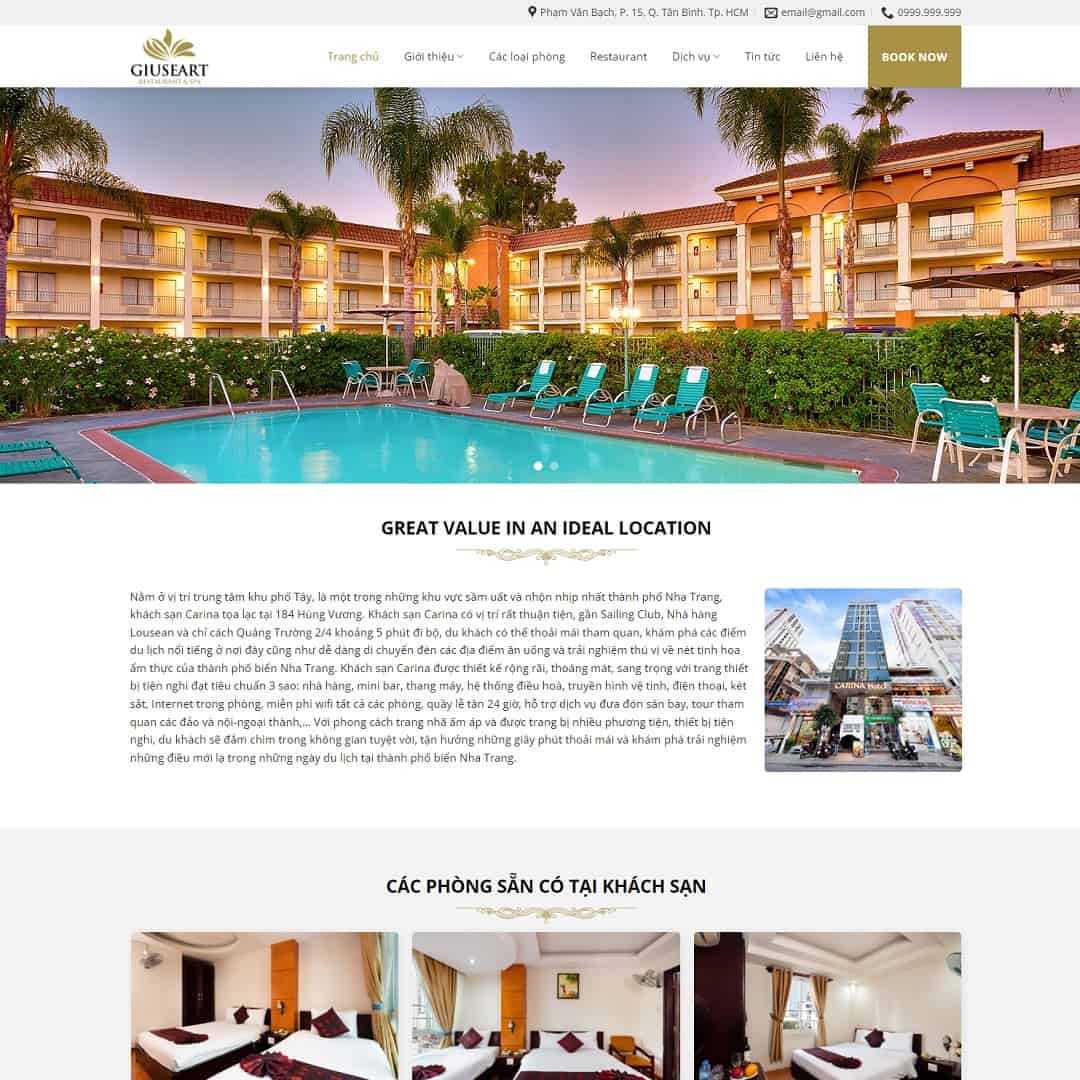 Phạm Văn Bạch, P. 15, Q. Tân Bình. Tp. HCM email@gmail.com 0999.999.999
GIUSEART
RESTAURANT & SPA
Trang chủ Giới thiệu Các loại phòng Restaurant Dịch vụ Tin tức Liên hệ BOOK NOW
GREAT VALUE IN AN IDEAL LOCATION
Nằm ở vị trí trung tâm khu phố Tây, là một trong những khu vực sầm uất và nhộn nhịp nhất thành phố Nha Trang,
khách sạn Carina tọa lạc tại 184 Hùng Vương. Khách sạn Carina có vị trí rất thuận tiện, gần Sailing Club, Nhà hàng
Lousean và chỉ cách Quảng Trường 2/4 khoảng 5 phút đi bộ, du khách có thể thoải mái tham quan, khám phá các điểm
du lịch nổi tiếng ở nơi đây cũng như dễ dàng di chuyển đến các địa điểm ăn uống và trải nghiệm thú vị về nét tinh hoa
ẩm thực của thành phố biển Nha Trang. Khách sạn Carina được thiết kế rộng rãi, thoáng mát, sang trọng với trang thiết
bị tiện nghi đạt tiêu chuẩn 3 sao: nhà hàng, mini bar, thang máy, hệ thống điều hoà, truyền hình vệ tinh, điện thoại, két
sắt, Internet trong phòng, miễn phí wifi tất cả các phòng, quầy lễ tân 24 giờ, hỗ trợ dịch vụ đưa đón sân bay, tour tham
quan các đảo và nội-ngoại thành,... Với phong cách trang nhã ấm áp và được trang bị nhiều phương tiện, thiết bị tiện
nghi, du khách sẽ đắm chìm trong không gian tuyệt vời, tận hưởng những giây phút thoải mái và khám phá trải nghiệm
những điều mới lạ trong những ngày du lịch tại thành phố biển Nha Trang.
CARINA Hotel
CÁC PHÒNG SẴN CÓ TẠI KHÁCH SẠN